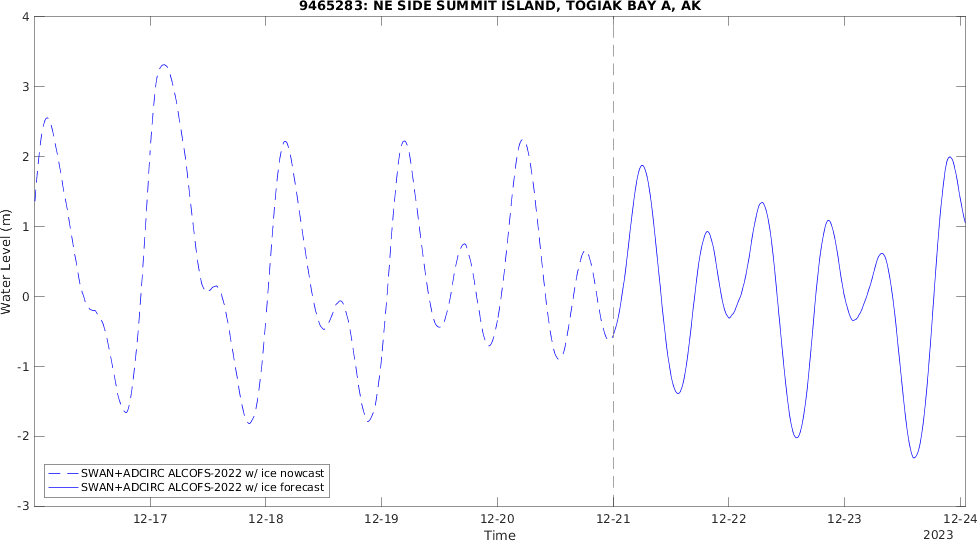 9465283: NE SIDE SUMMIT ISLAND, TOGIAK BAY A, AK
4
3
2
1
0
-1
-2
-3
Water Level (m)
SWAN+ADCIRC ALCOFS-2022 w/ ice nowcast
SWAN+ADCIRC ALCOFS-2022 w/ ice forecast
12-17 12-18 12-19 12-20 12-21 12-22 12-23 12-24
Time
2023